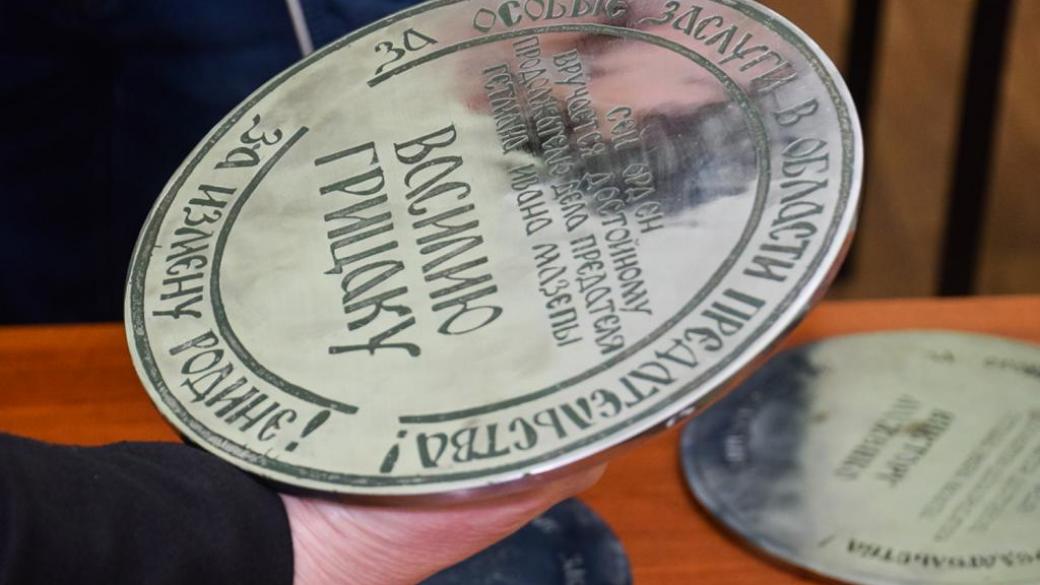 ЗА ОСОБЫЕ ЗАСЛУГИ В ОБЛАСТИ ПРЕДАТЕЛЬСТВА!
ЗА ИЗМЕНУ РОДИНЕ!
СЕЙ ОРДЕН
ВРУЧАЕТСЯ ДОСТОЙНОМУ
ПРОДОЛЖАТЕЛЮ ДЕЛА ПРЕДАТЕЛЯ
ГЕТМАНА ИВАНА МАЗЕПЫ
ВАСИЛИЮ
ГРИЦАКУ
ВИКТОРУ